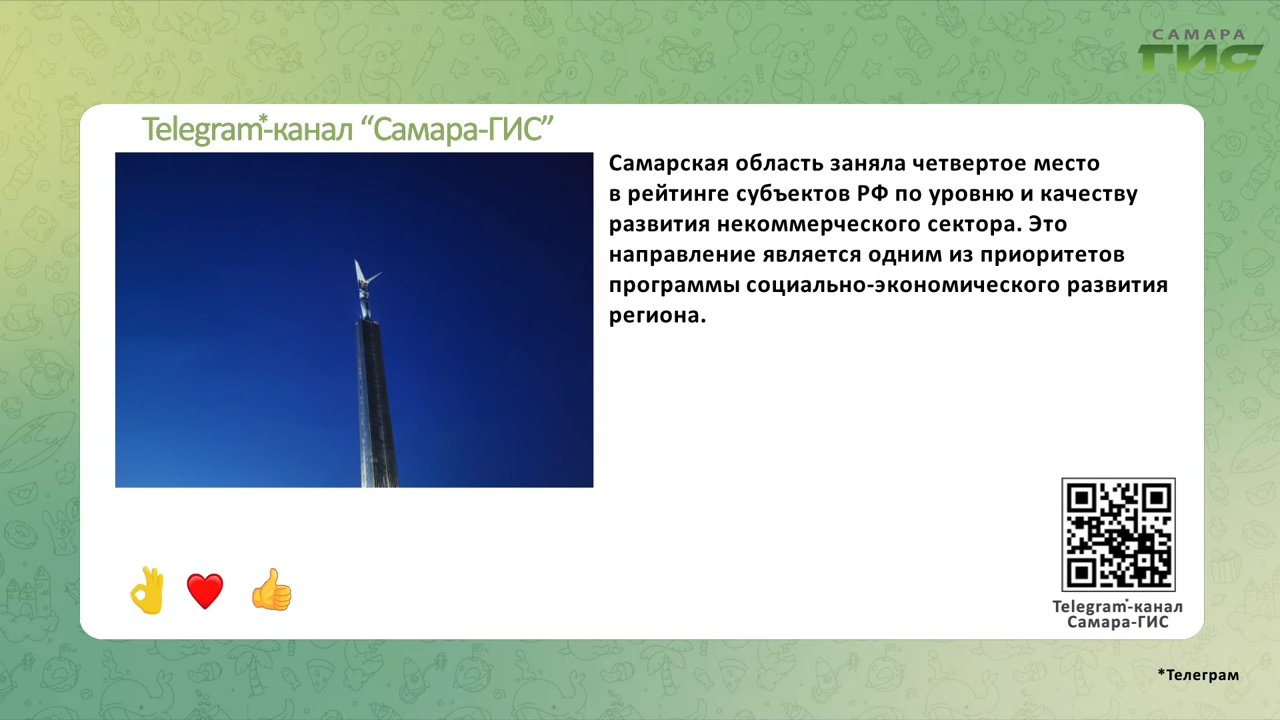 САМАРА
ГИС
Telegram*-канал “Самара-ГИС”
Самарская область заняла четвертое место
в рейтинге субъектов РФ по уровню и качеству
развития некоммерческого сектора. Это
направление является одним из приоритетов
программы социально-экономического развития
региона.
Telegram*-канал
Самара-ГИС
*Телеграм